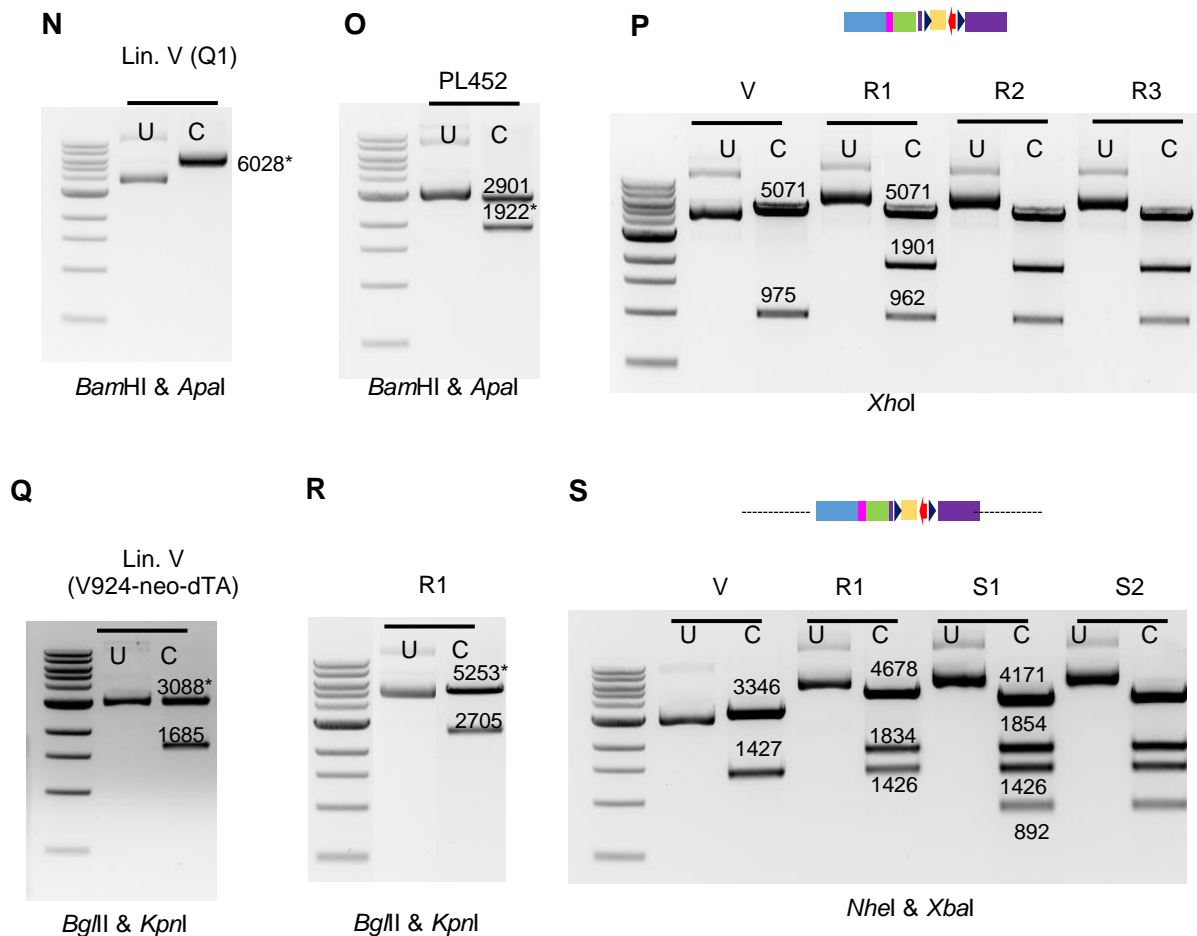 N
Lin. V (Q1)
U C
6028*
BamHI & ApaI
O
PL452
U C
2901
1922*
BamHI & ApaI
P
V R1 R2 R3
U C U C U C U C
5071 5071
1901
975 962
XhoI
Q
Lin. V
(V924-neo-dTA)
U C
3088*
1685
BglII & KpnI
R
R1
U C
5253*
2705
BglII & KpnI
S
V R1 S1 S2
U C U C U C U C
3346 4678 4171
1427 1834 1854
1426 1426
892
NheI & XbaI